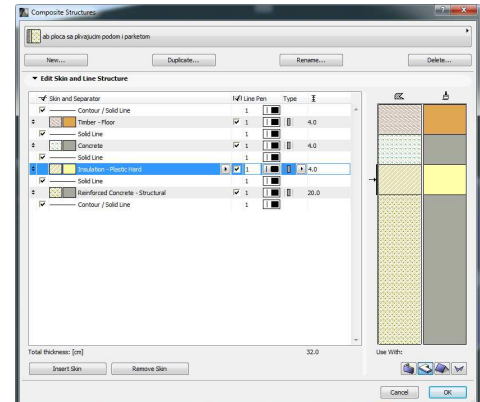 Composite Structures
ab ploca sa plivajucim podom i parketom
New... Duplicate... Rename... Delete...
Edit Skin and Line Structure
Skin and Separator Line Pen Type
Contour / Solid Line 1
Timber - Floor 1 4.0
Solid Line 1
Concrete 1 4.0
Solid Line 1
Insulation - Plastic Hard 1 4.0
Solid Line 1
Reinforced Concrete - Structural 1 20.0
Contour / Solid Line 1
Total thickness: [cm] 32.0
Use With:
Insert Skin Remove Skin
Cancel OK